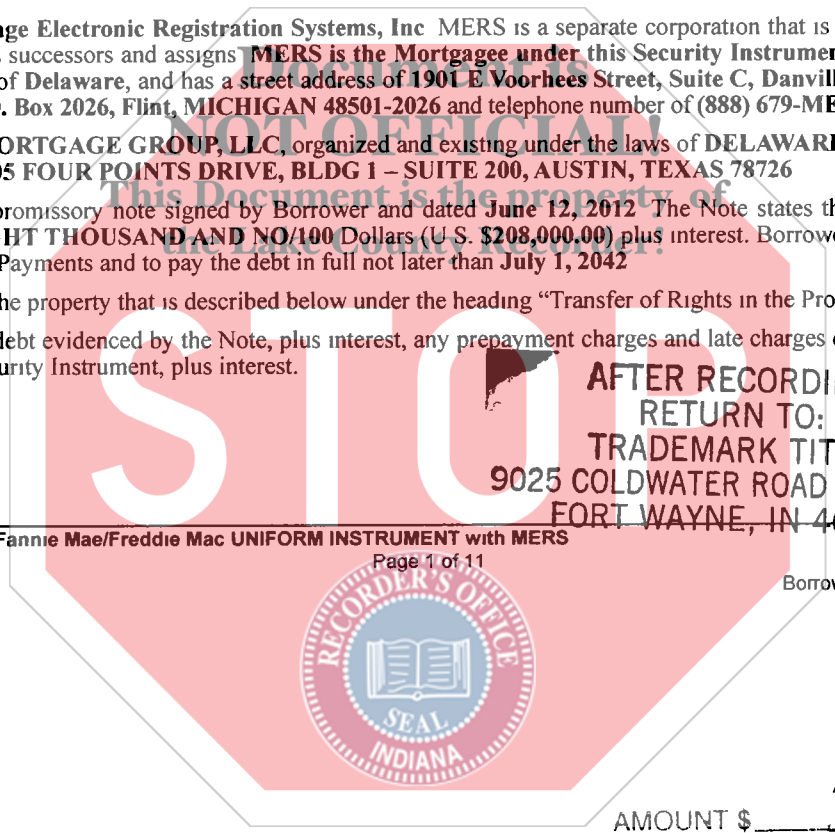 ge Electronic Registration Systems, Inc MERS is a separate corporation that is
successors and assigns MERS is the Mortgagee under this Security Instrumen
of Delaware, and has a street address of 1901 E Voorhees Street, Suite C, Danvill
. Box 2026, Flint, MICHIGAN 48501-2026 and telephone number of (888) 679-ME
ORTGAGE GROUP, LLC, organized and existing under the laws of DELAWARE
5 FOUR POINTS DRIVE, BLDG 1 – SUITE 200, AUSTIN, TEXAS 78726
promissory note signed by Borrower and dated June 12, 2012 The Note states th
HT THOUSAND AND NO/100 Dollars (U S. $208,000.00) plus interest. Borrowe
Payments and to pay the debt in full not later than July 1, 2042
he property that is described below under the heading “Transfer of Rights in the Pro
debt evidenced by the Note, plus interest, any prepayment charges and late charges
urity Instrument, plus interest.
Document is
NOT OFFICIAL!
This Document is the property of
the Lake County Recorder!
STOP
AFTER RECORDI
RETURN TO:
TRADEMARK TIT
9025 COLDWATER ROAD
FORT WAYNE, IN 4
Fannie Mae/Freddie Mac UNIFORM INSTRUMENT with MERS
Page 1 of 11
Borrow
RECORDER'S OFFICE
SEAL
INDIANA
AMOUNT $